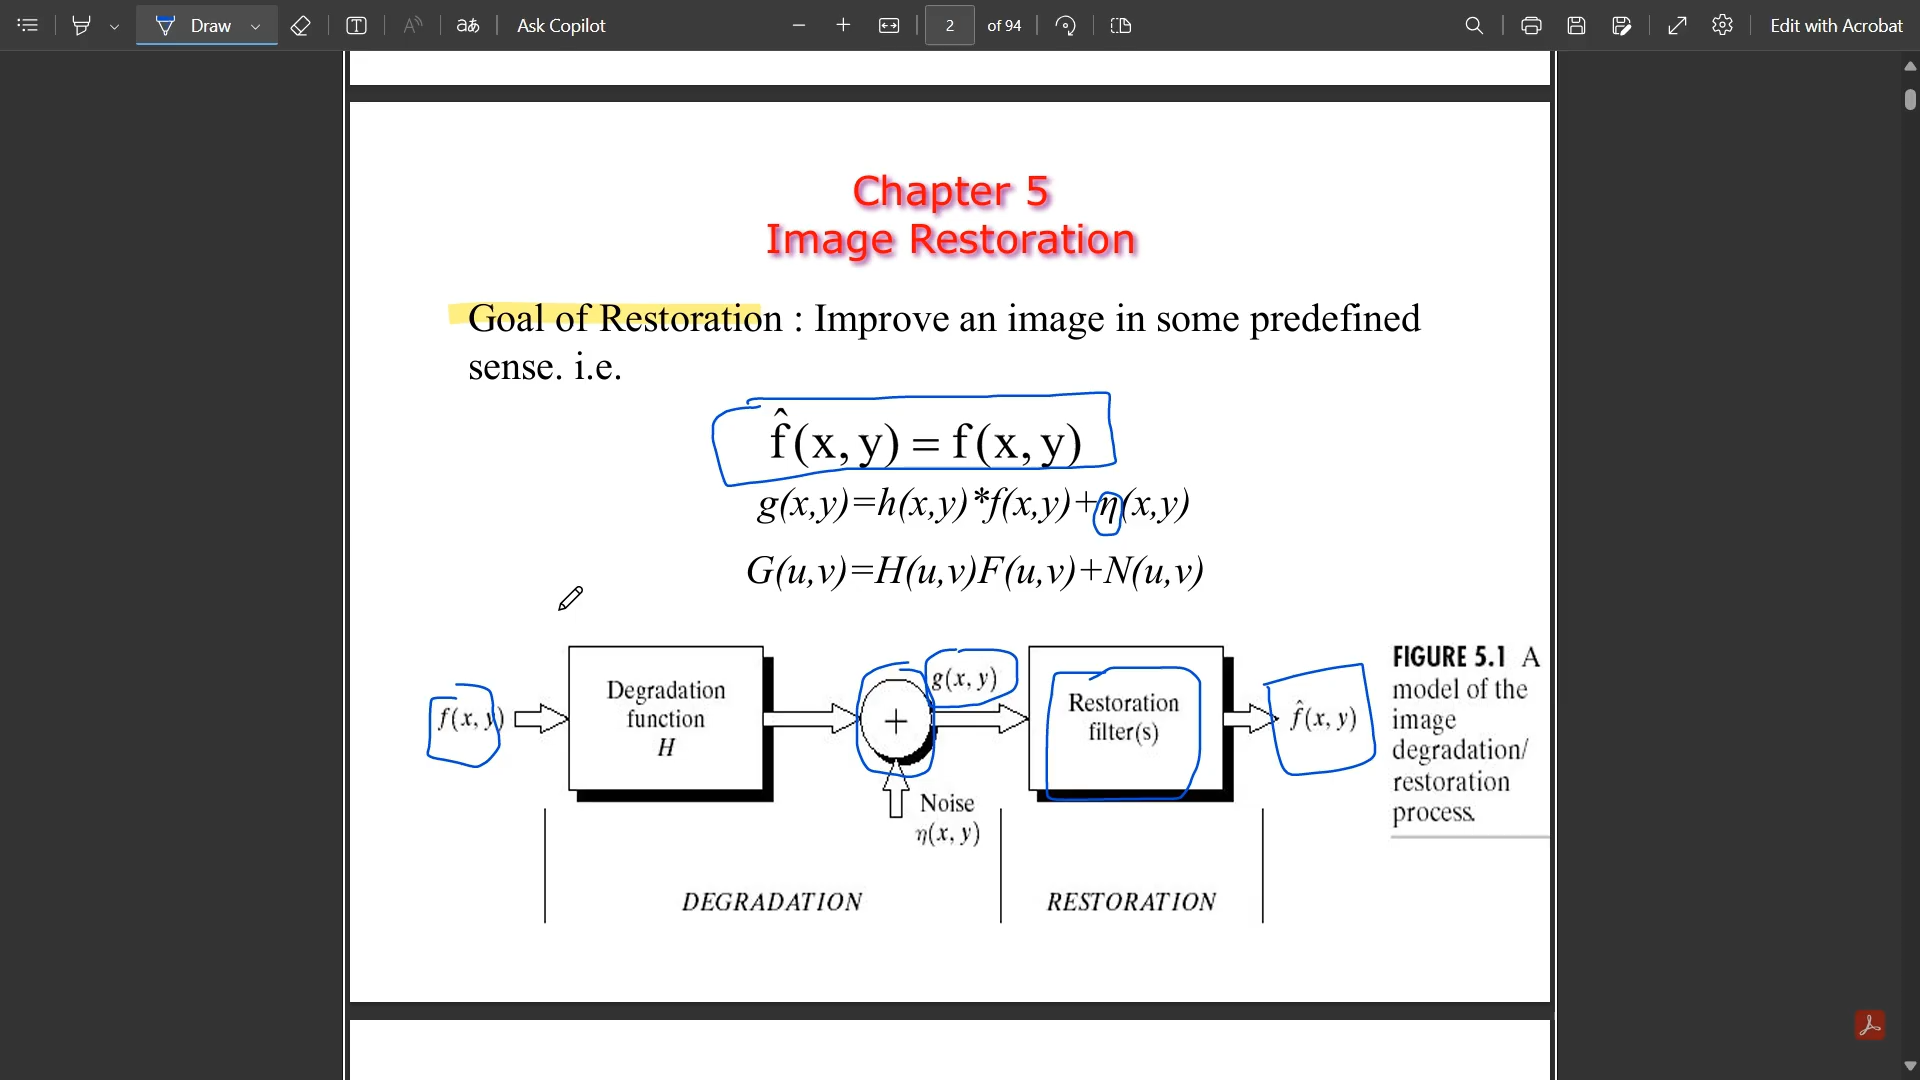 Draw
aあ
Ask Copilot
2 of 94
Edit with Acrobat
Chapter 5
Image Restoration
Goal of Restoration : Improve an image in some predefined
sense. i.e.
f̂(x,y) = f(x,y)
g(x,y)=h(x,y)*f(x,y)+η(x,y)
G(u,v)=H(u,v)F(u,v)+N(u,v)
f(x, y)
Degradation
function
H
+
g(x, y)
Noise
η(x, y)
Restoration
filter(s)
f̂(x, y)
DEGRADATION
RESTORATION
FIGURE 5.1 A
model of the
image
degradation/
restoration
process.